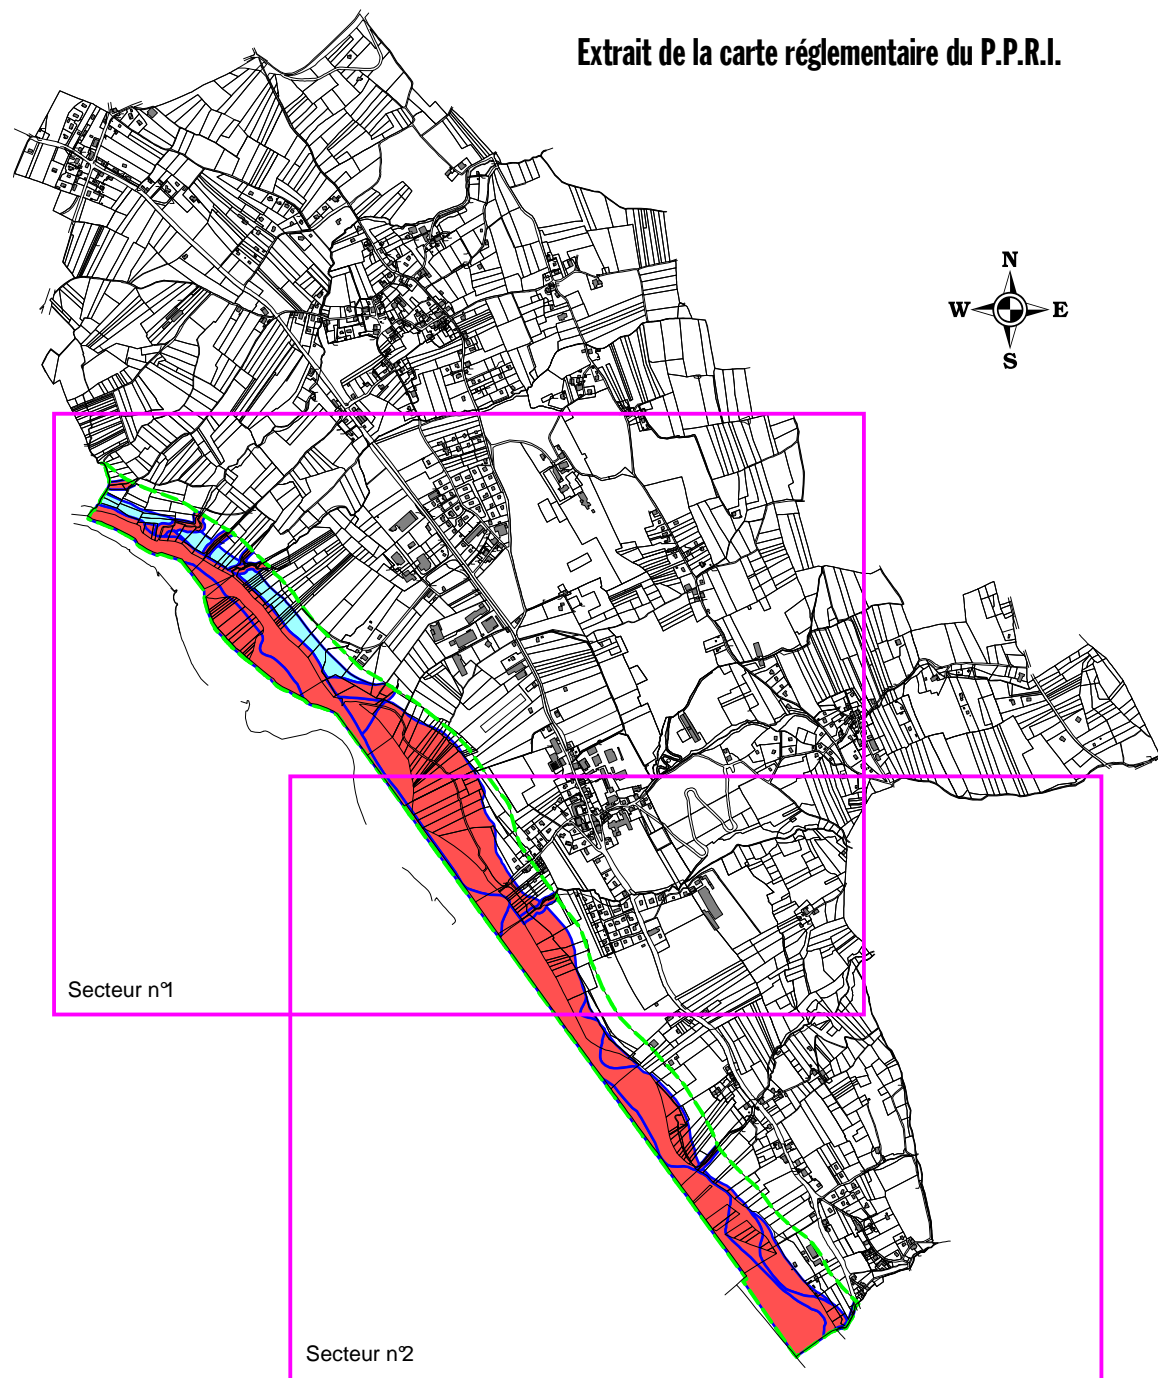 Extrait de la carte réglementaire du P.P.R.I.
N
W E
S
Secteur n°1
Secteur n°2